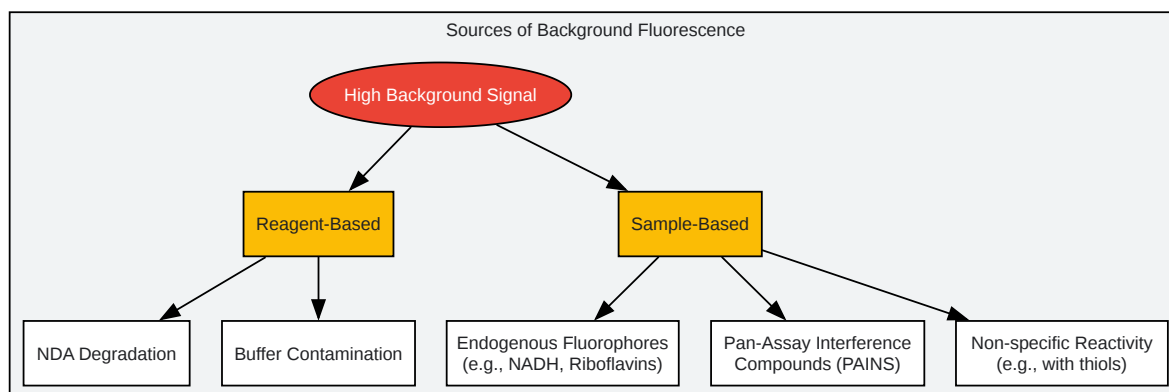 Sources of Background Fluorescence
High Background Signal
Reagent-Based
Sample-Based
NDA Degradation
Buffer Contamination
Endogenous Fluorophores
(e.g., NADH, Riboflavins)
Pan-Assay Interference
Compounds (PAINS)
Non-specific Reactivity
(e.g., with thiols)